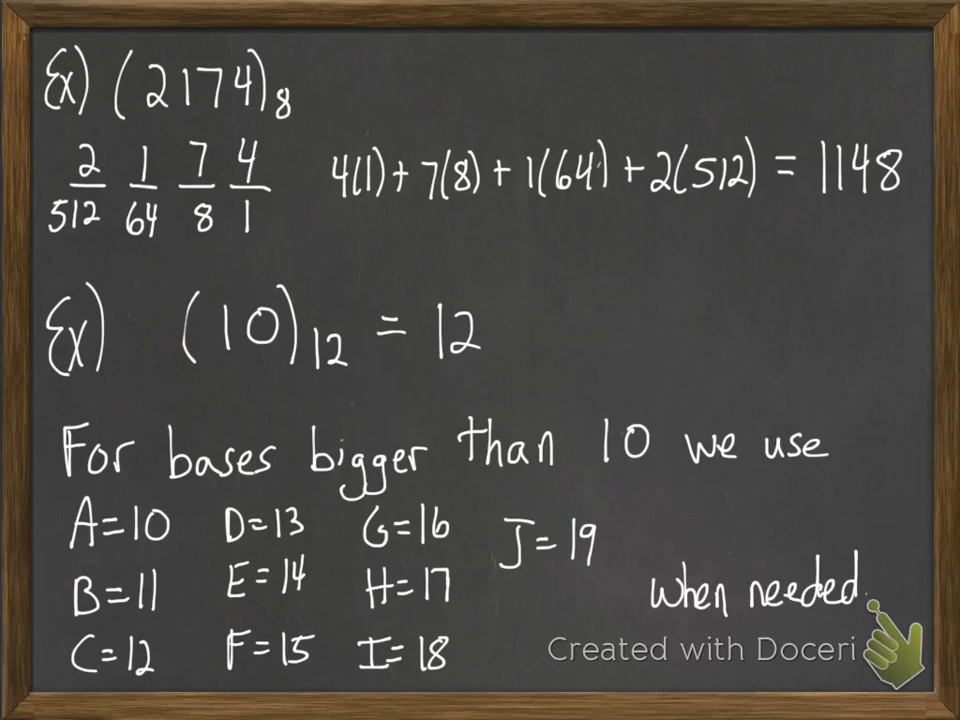 Ex) (2174)₈
2 1 7 4 4(1) + 7(8) + 1(64) + 2(512) = 1148
512 64 8 1
Ex) (10)₁₂ = 12
For bases bigger than 10 we use
A=10 D=13 G=16 J=19
B=11 E=14 H=17 when needed
C=12 F=15 I=18
Created with Doceri